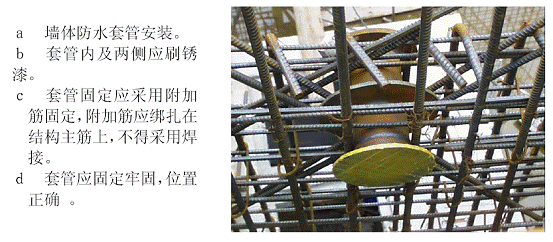 a 墙体防水套管安装。
b 套管内及两侧应刷锈
漆。
c 套管固定应采用附加
筋固定，附加筋应绑扎在
结构主筋上，不得采用焊
接。
d 套管应固定牢固，位置
正确 。